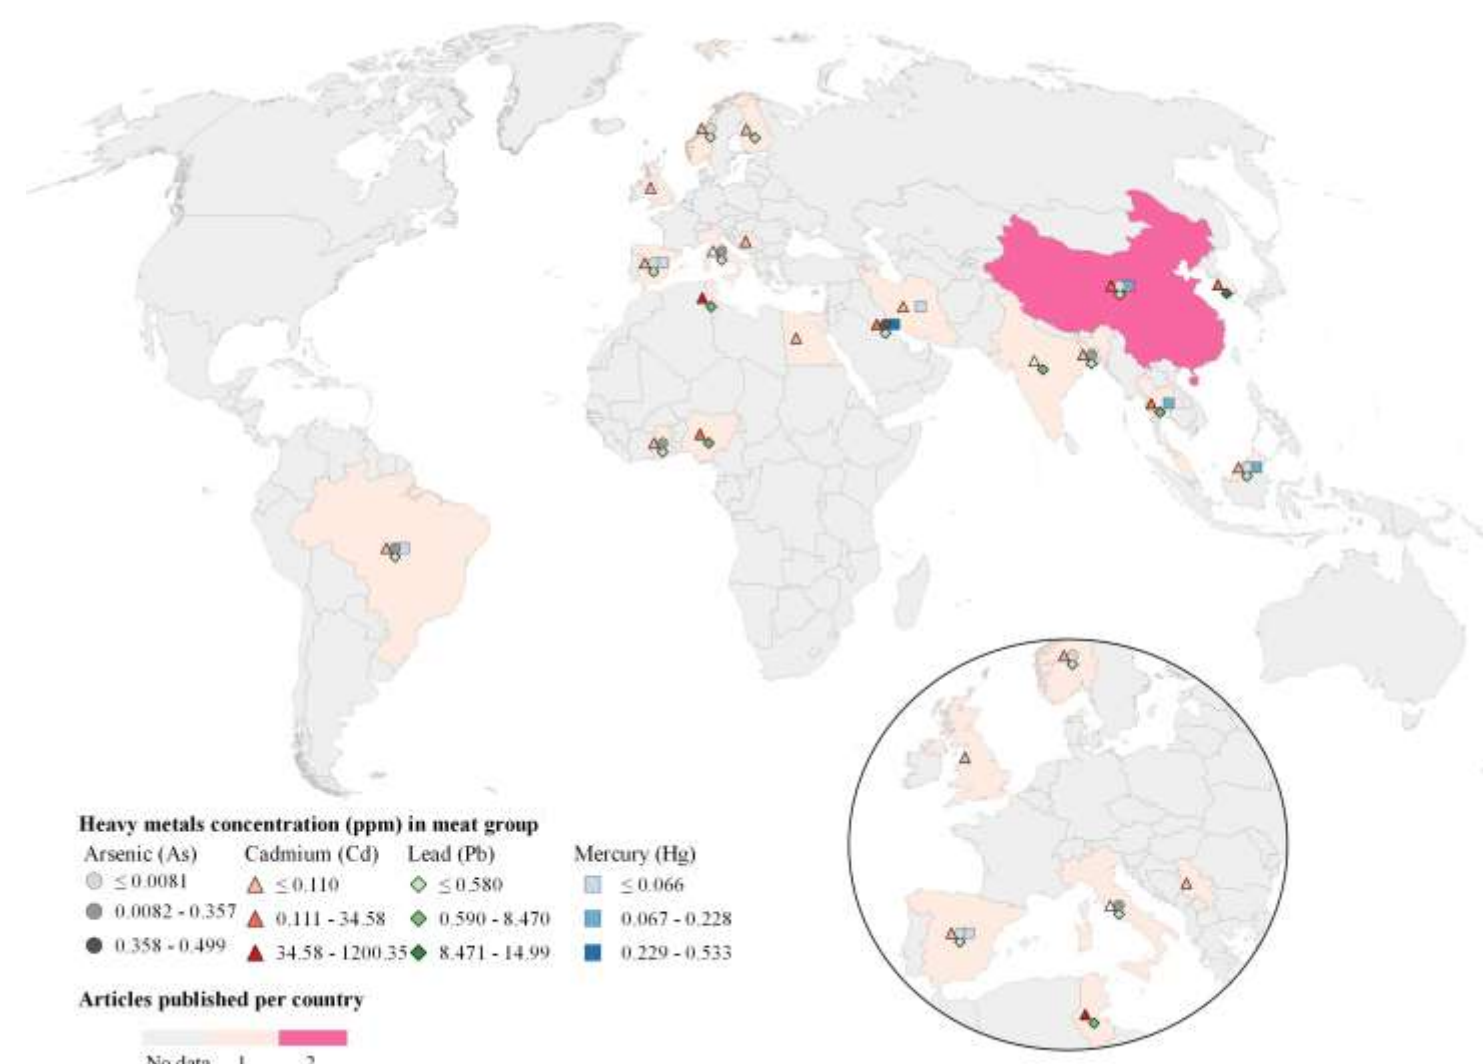 Heavy metals concentration (ppm) in meat group
Arsenic (As) Cadmium (Cd) Lead (Pb) Mercury (Hg)
≤ 0.0081 ≤ 0.110 ≤ 0.580 ≤ 0.066
0.0082 - 0.357 0.111 - 34.58 0.590 - 8.470 0.067 - 0.228
0.358 - 0.499 34.58 - 1200.35 8.471 - 14.99 0.229 - 0.533
Articles published per country
No data 1 2